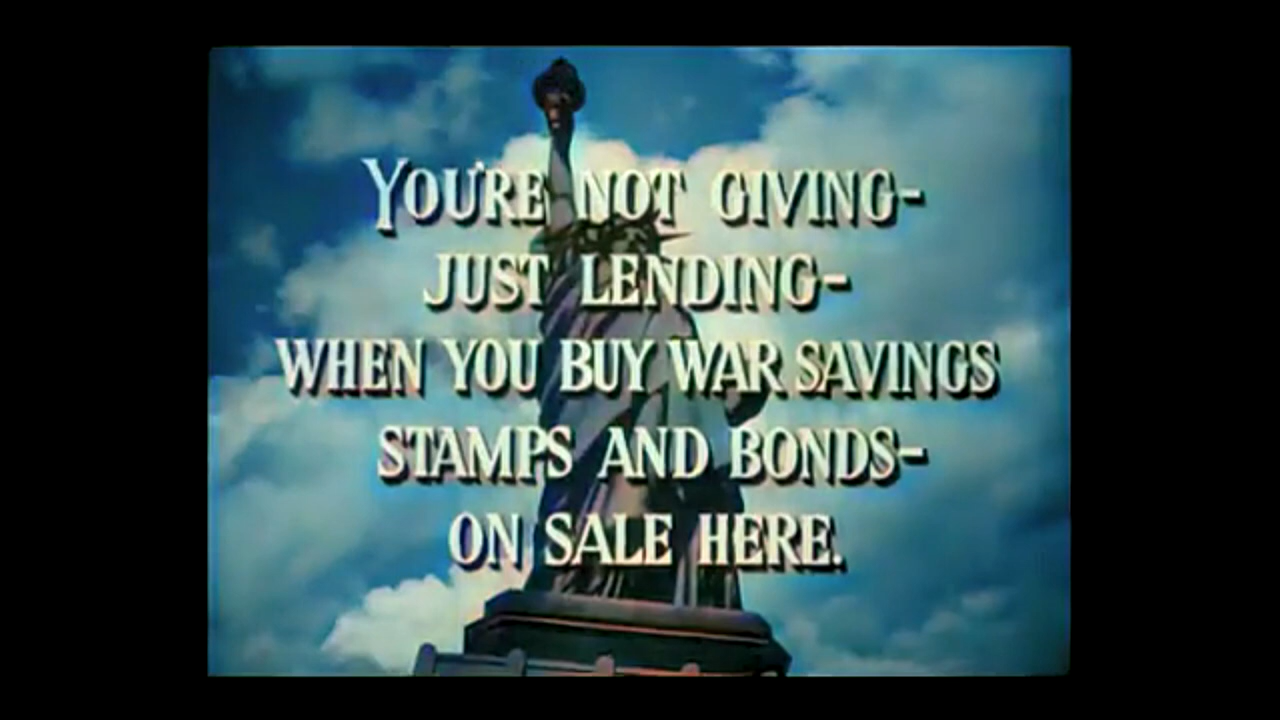 YOU'RE NOT GIVING-
JUST LENDING-
WHEN YOU BUY WAR SAVINGS
STAMPS AND BONDS-
ON SALE HERE.